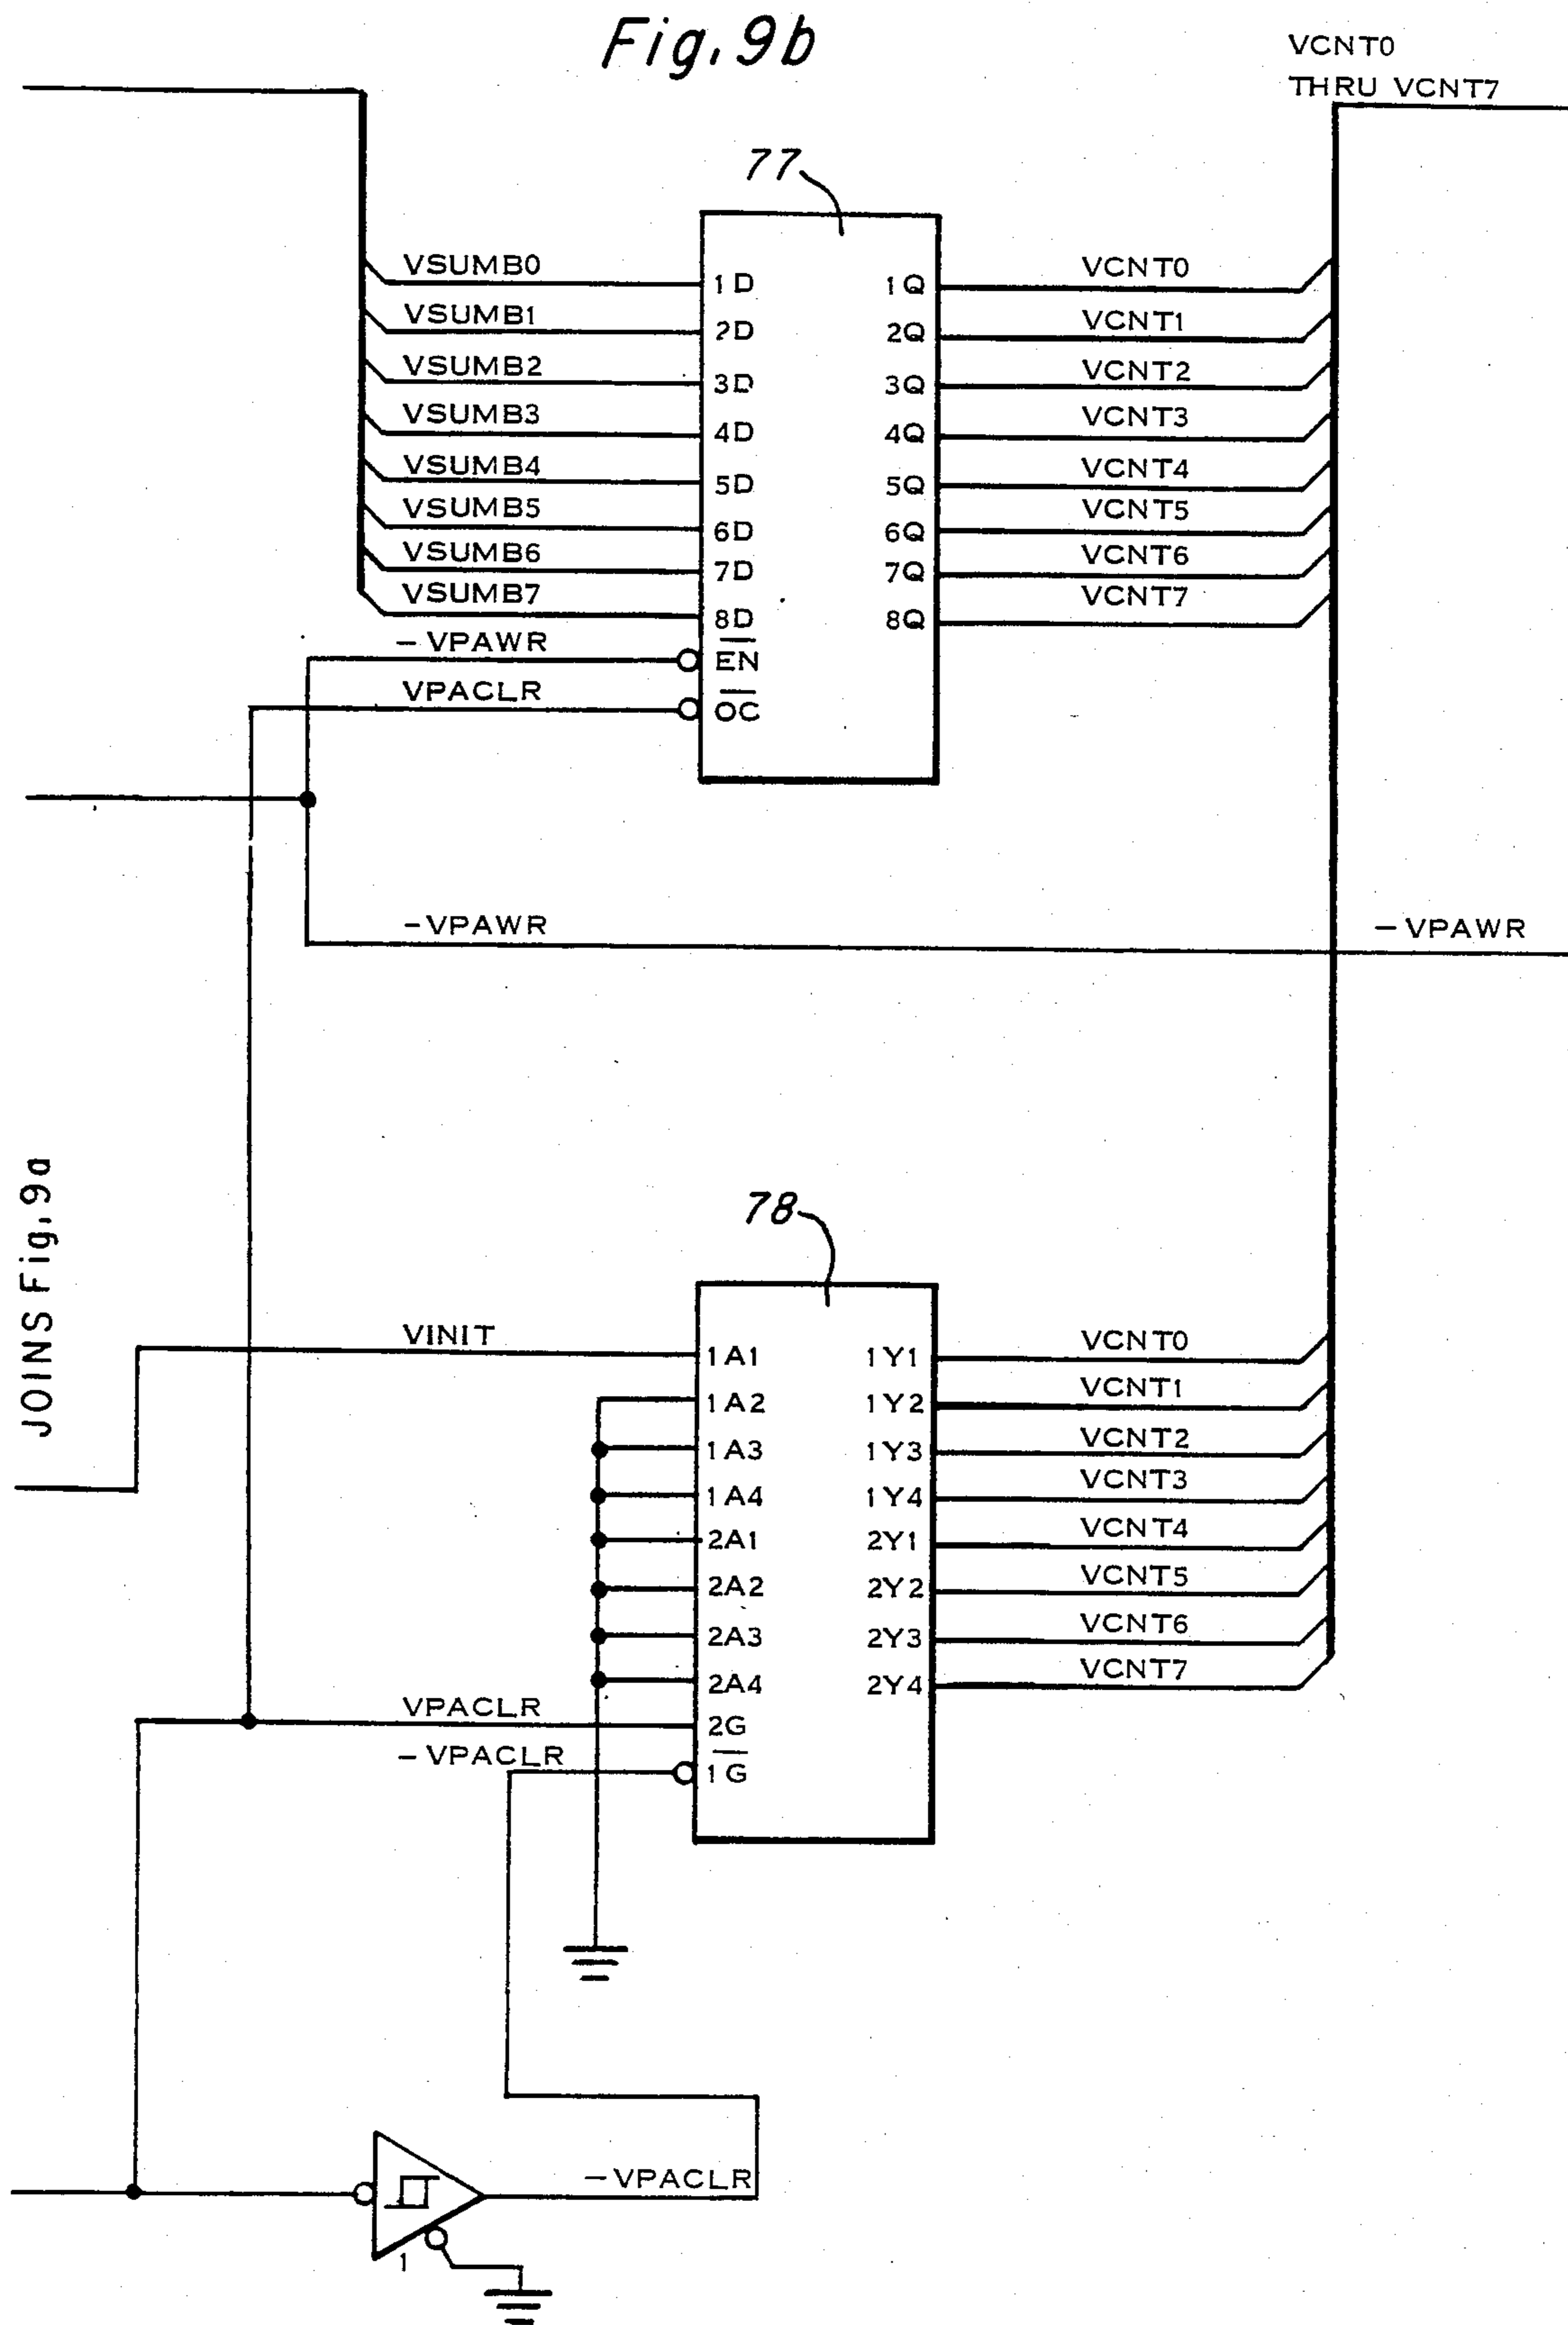 Fig. 9b
VCNT0
THRU VCNT7
77
VSUMB0
1D
1Q
VCNT0
VSUMB1
2D
2Q
VCNT1
VSUMB2
3D
3Q
VCNT2
VSUMB3
4D
4Q
VCNT3
VSUMB4
5D
5Q
VCNT4
VSUMB5
6D
6Q
VCNT5
VSUMB6
7D
7Q
VCNT6
VSUMB7
8D
8Q
VCNT7
-VPAWR
EN
VPACLR
OC
-VPAWR
-VPAWR
JOINS Fig. 9a
78
VINIT
1A1
1Y1
VCNT0
1A2
1Y2
VCNT1
1A3
1Y3
VCNT2
1A4
1Y4
VCNT3
2A1
2Y1
VCNT4
2A2
2Y2
VCNT5
2A3
2Y3
VCNT6
2A4
2Y4
VCNT7
VPACLR
2G
-VPACLR
1G
-VPACLR
1